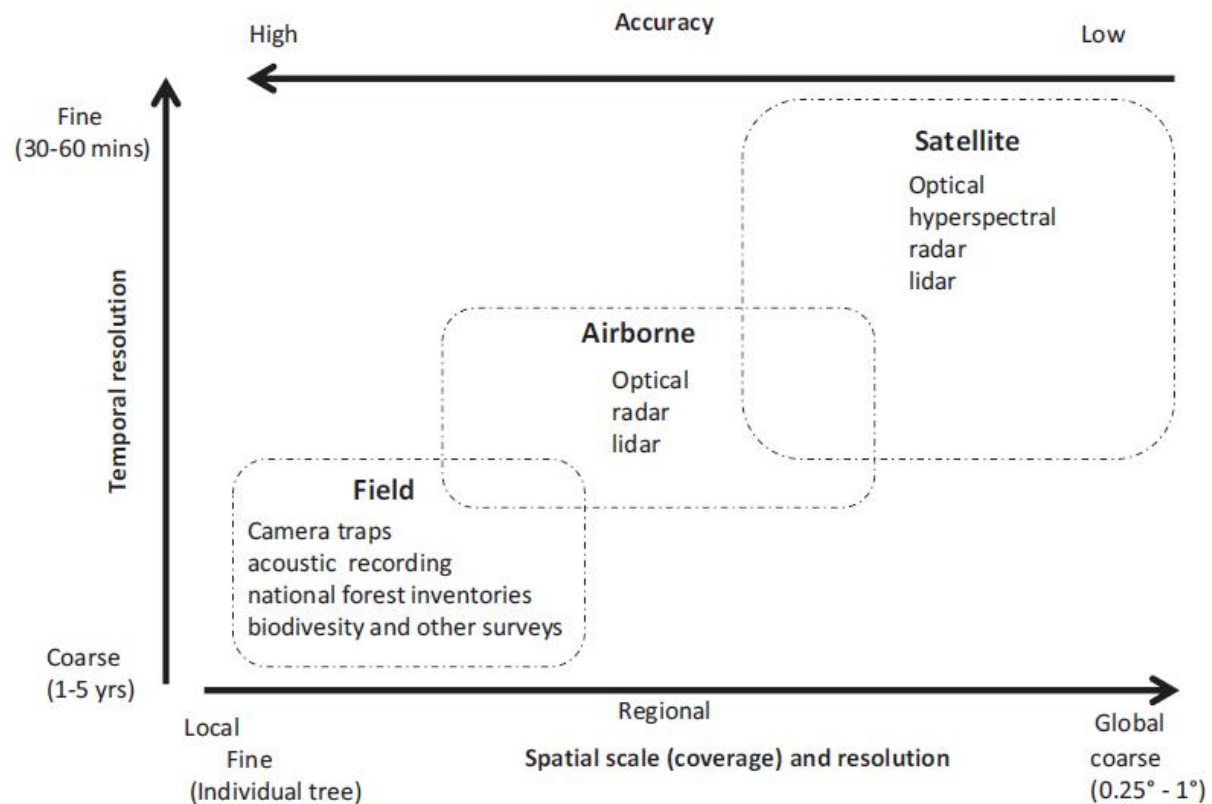 Accuracy
High
Low
Fine
(30-60 mins)
Temporal resolution
Coarse
(1-5 yrs)
Satellite
Optical
hyperspectral
radar
lidar
Airborne
Optical
radar
lidar
Field
Camera traps
acoustic recording
national forest inventories
biodivesity and other surveys
Local
Fine
(Individual tree)
Regional
Spatial scale (coverage) and resolution
Global
coarse
(0.25° - 1°)